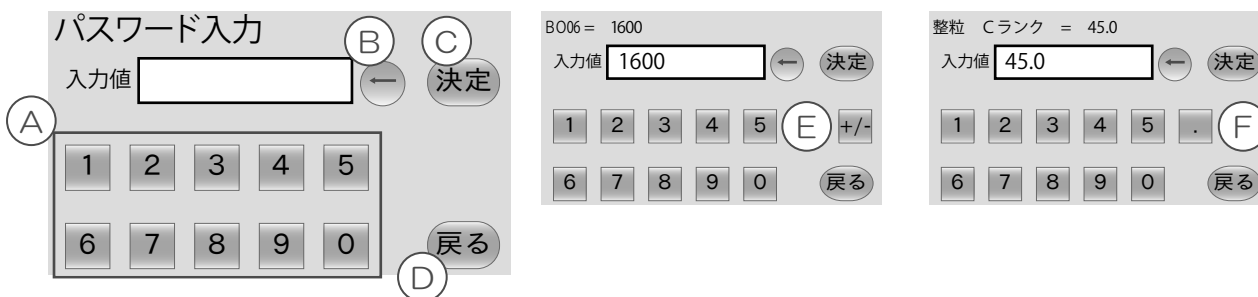 パスワード入力
入力値
←
決定
B
C
A
1 2 3 4 5
6 7 8 9 0
戻る
D
BO06 = 1600
入力値 1600 ← 決定
1 2 3 4 5 E +/-
6 7 8 9 0 戻る
整粒 Cランク = 45.0
入力値 45.0 ← 決定
1 2 3 4 5 . F
6 7 8 9 0 戻る